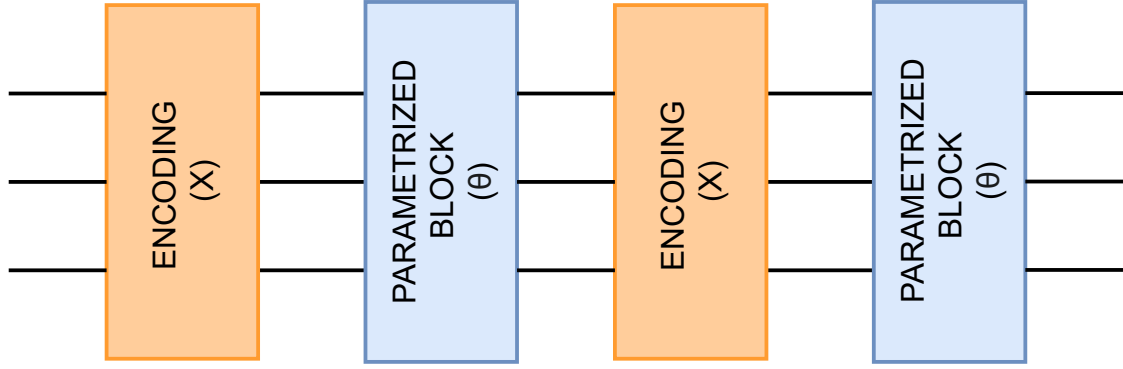 ENCODING
(X)
PARAMETRIZED
BLOCK
(θ)
ENCODING
(X)
PARAMETRIZED
BLOCK
(θ)